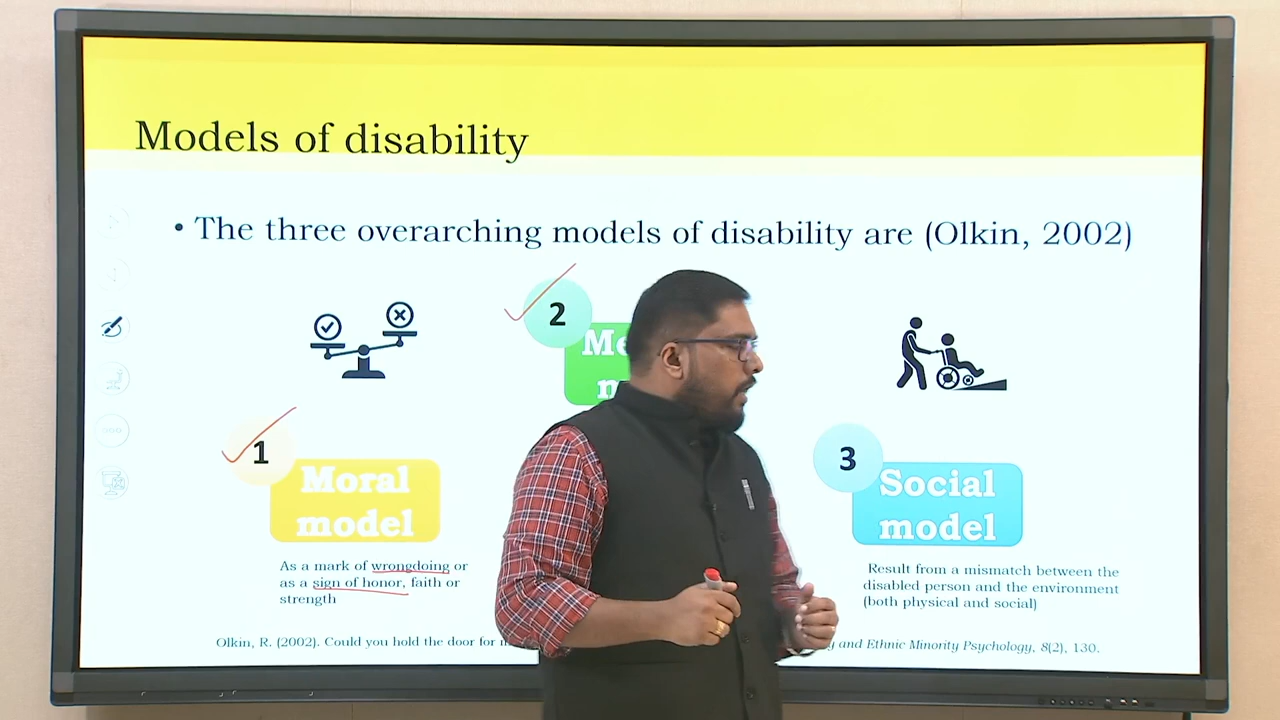 Models of disability
• The three overarching models of disability are (Olkin, 2002)
2
1
Moral
model
As a mark of wrongdoing or
as a sign of honor, faith or
strength
3
Social
model
Result from a mismatch between the
disabled person and the environment
(both physical and social)
Olkin, R. (2002). Could you hold the door for
and Ethnic Minority Psychology, 8(2), 130.